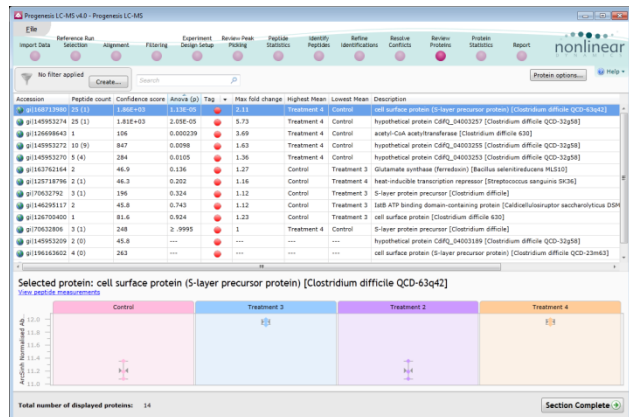 Progenesis LC-MS v4.0 - Progenesis LC-MS
File
Import Data Reference Run Selection Alignment Filtering Experiment Design Setup Review Peak Picking Peptide Statistics Identify Peptides Refine Identifications Resolve Conflicts Review Proteins Protein Statistics Report
nonlinear
DYNAMICS
No filter applied Create... Search Protein options... Help
Accession Peptide count Confidence score Anova (p) Tag Max fold change Highest Mean Lowest Mean Description
gi|168713980 25 (1) 1.86E+03 1.13E-05 2.11 Treatment 4 Control cell surface protein (S-layer precursor protein) [Clostridium difficile QCD-63q42]
gi|145953274 25 (1) 1.81E+03 2.05E-05 5.73 Treatment 4 Control hypothetical protein CdifQ_04003257 [Clostridium difficile QCD-32g58]
gi|126698643 1 106 0.000239 3.69 Treatment 4 Control acetyl-CoA acetyltransferase [Clostridium difficile 630]
gi|145953272 10 (9) 847 0.0098 1.63 Treatment 4 Control hypothetical protein CdifQ_04003255 [Clostridium difficile QCD-32g58]
gi|145953270 5 (4) 284 0.0105 1.36 Treatment 4 Control hypothetical protein CdifQ_04003253 [Clostridium difficile QCD-32g58]
gi|163762164 2 46.9 0.136 1.27 Control Treatment 3 Glutamate synthase (ferredoxin) [Bacillus selenitireducens MLS10]
gi|125718796 2 (1) 46.3 0.202 1.16 Treatment 4 Control heat-inducible transcription repressor [Streptococcus sanguinis SK36]
gi|70632792 3 (1) 196 0.324 1.12 Control Treatment 3 S-layer protein precursor [Clostridium difficile]
gi|146295117 2 45.8 0.743 1.12 Control Treatment 3 IstB ATP binding domain-containing protein [Caldicellulosiruptor saccharolyticus DSM
gi|126700400 1 81.6 0.924 1.23 Control Treatment 3 cell surface protein [Clostridium difficile 630]
gi|70632806 3 (1) 248 ≥ .9995 1 Treatment 4 Control S-layer protein precursor [Clostridium difficile]
gi|145953209 2 (0) 45.8 --- --- --- --- hypothetical protein CdifQ_04003189 [Clostridium difficile QCD-32g58]
gi|196163602 4 (0) 263 --- --- --- --- cell surface protein (S-layer precursor protein) [Clostridium difficile QCD-23m63]
Selected protein: cell surface protein (S-layer precursor protein) [Clostridium difficile QCD-63q42]
View peptide measurements
Control Treatment 3 Treatment 2 Treatment 4
ArcSinh Normalised Ab...
12.0
11.8
11.6
11.4
11.2
11.0
Total number of displayed proteins: 14 Section Complete